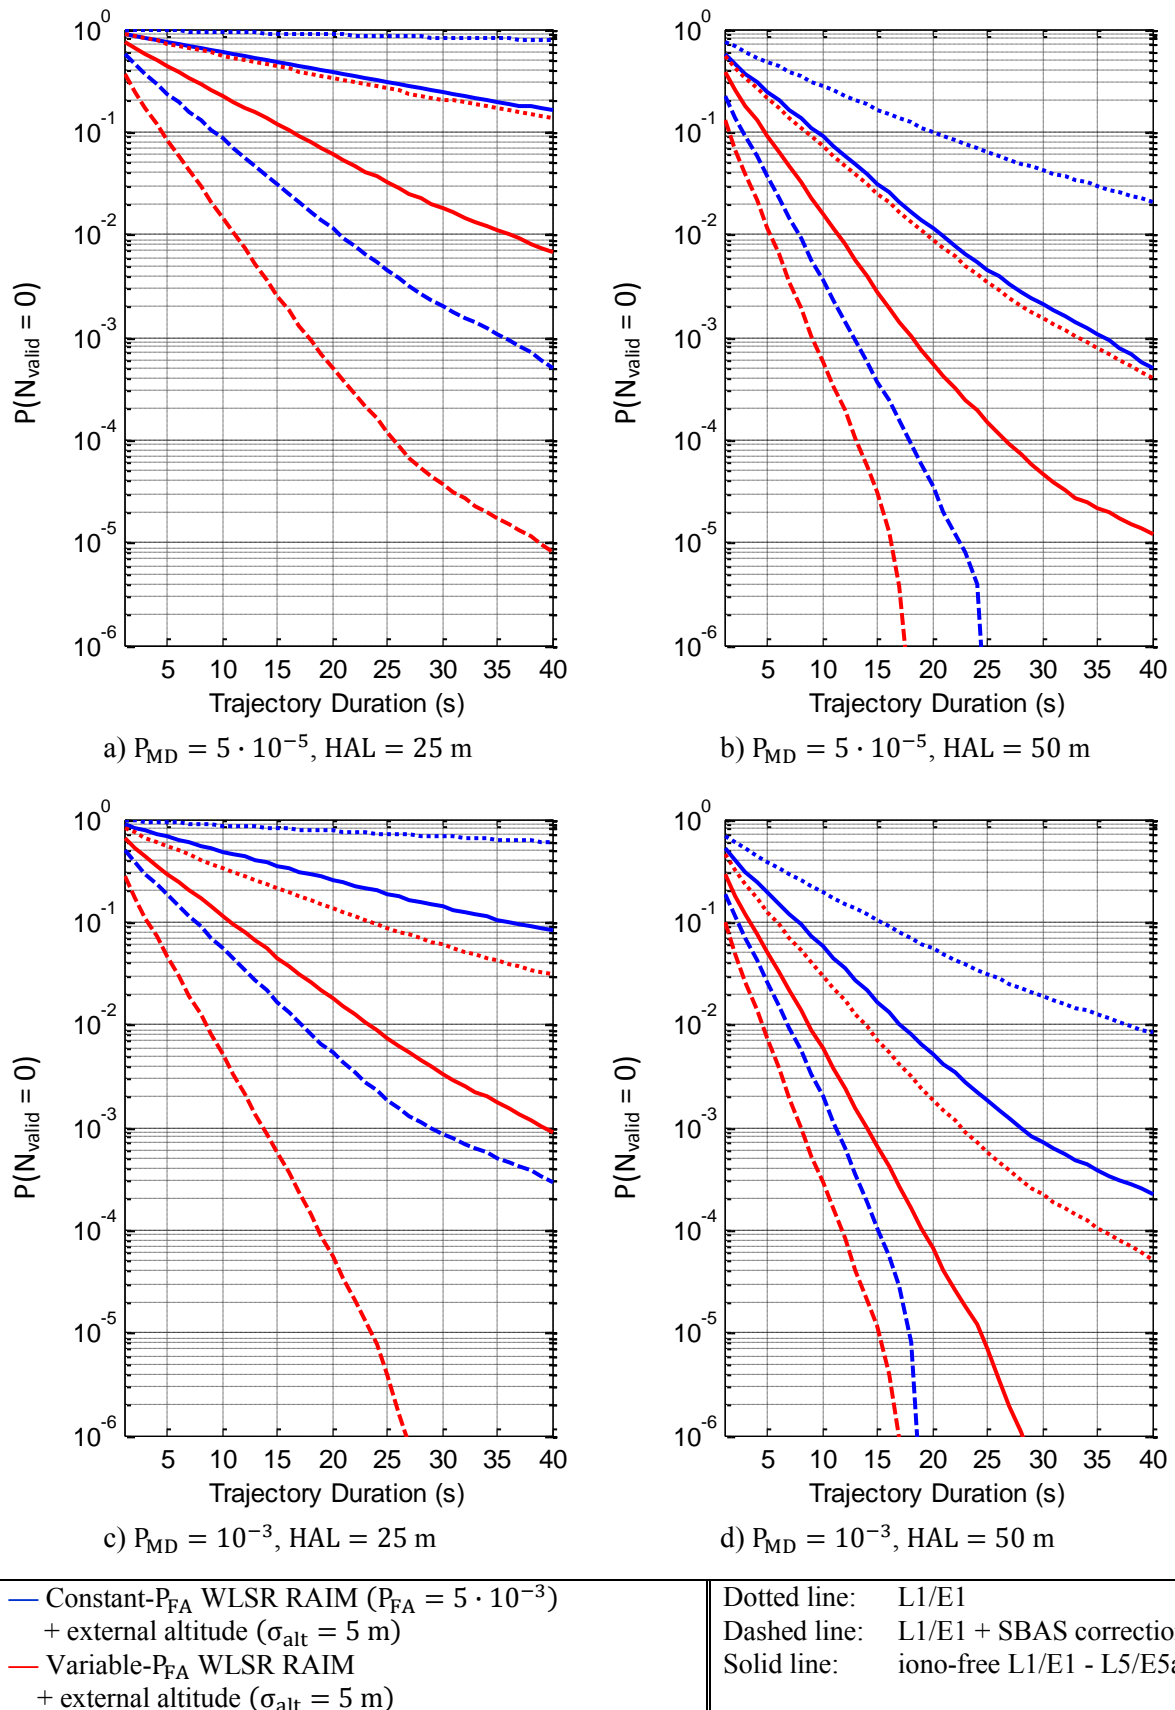 10^0
10^-1
10^-2
10^-3
10^-4
10^-5
10^-6
P(N_valid = 0)
5 10 15 20 25 30 35 40
Trajectory Duration (s)
a) P_MD = 5 · 10^−5, HAL = 25 m
10^0
10^-1
10^-2
10^-3
10^-4
10^-5
10^-6
P(N_valid = 0)
5 10 15 20 25 30 35 40
Trajectory Duration (s)
b) P_MD = 5 · 10^−5, HAL = 50 m
10^0
10^-1
10^-2
10^-3
10^-4
10^-5
10^-6
P(N_valid = 0)
5 10 15 20 25 30 35 40
Trajectory Duration (s)
c) P_MD = 10^−3, HAL = 25 m
10^0
10^-1
10^-2
10^-3
10^-4
10^-5
10^-6
P(N_valid = 0)
5 10 15 20 25 30 35 40
Trajectory Duration (s)
d) P_MD = 10^−3, HAL = 50 m
— Constant-P_FA WLSR RAIM (P_FA = 5 · 10^−3)
+ external altitude (σ_alt = 5 m)
— Variable-P_FA WLSR RAIM
+ external altitude (σ_alt = 5 m)
Dotted line: L1/E1
Dashed line: L1/E1 + SBAS correctio
Solid line: iono-free L1/E1 - L5/E5a